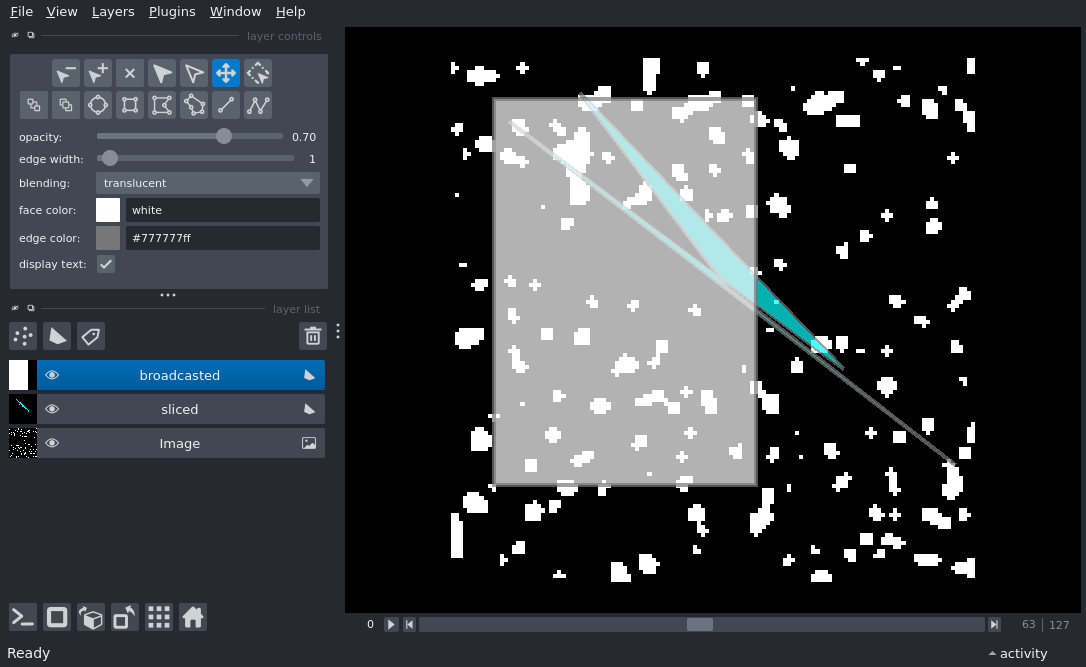 File View Layers Plugins Window Help
layer controls
opacity: 0.70
edge width: 1
blending: translucent
face color: white
edge color: #777777ff
display text:
layer list
broadcasted
sliced
Image
0 63 127
Ready activity